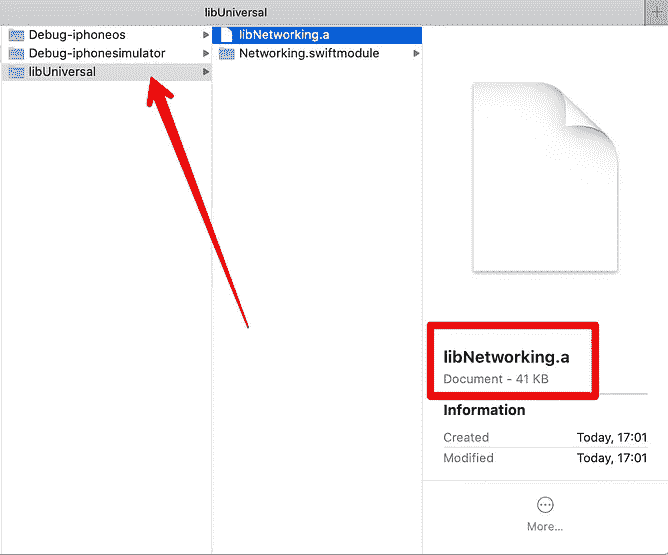 libUniversal
Debug-iphoneos
Debug-iphonesimulator
libUniversal
libNetworking.a
Networking.swiftmodule
libNetworking.a
Document - 41 KB
Information
Created Today, 17:01
Modified Today, 17:01
More...